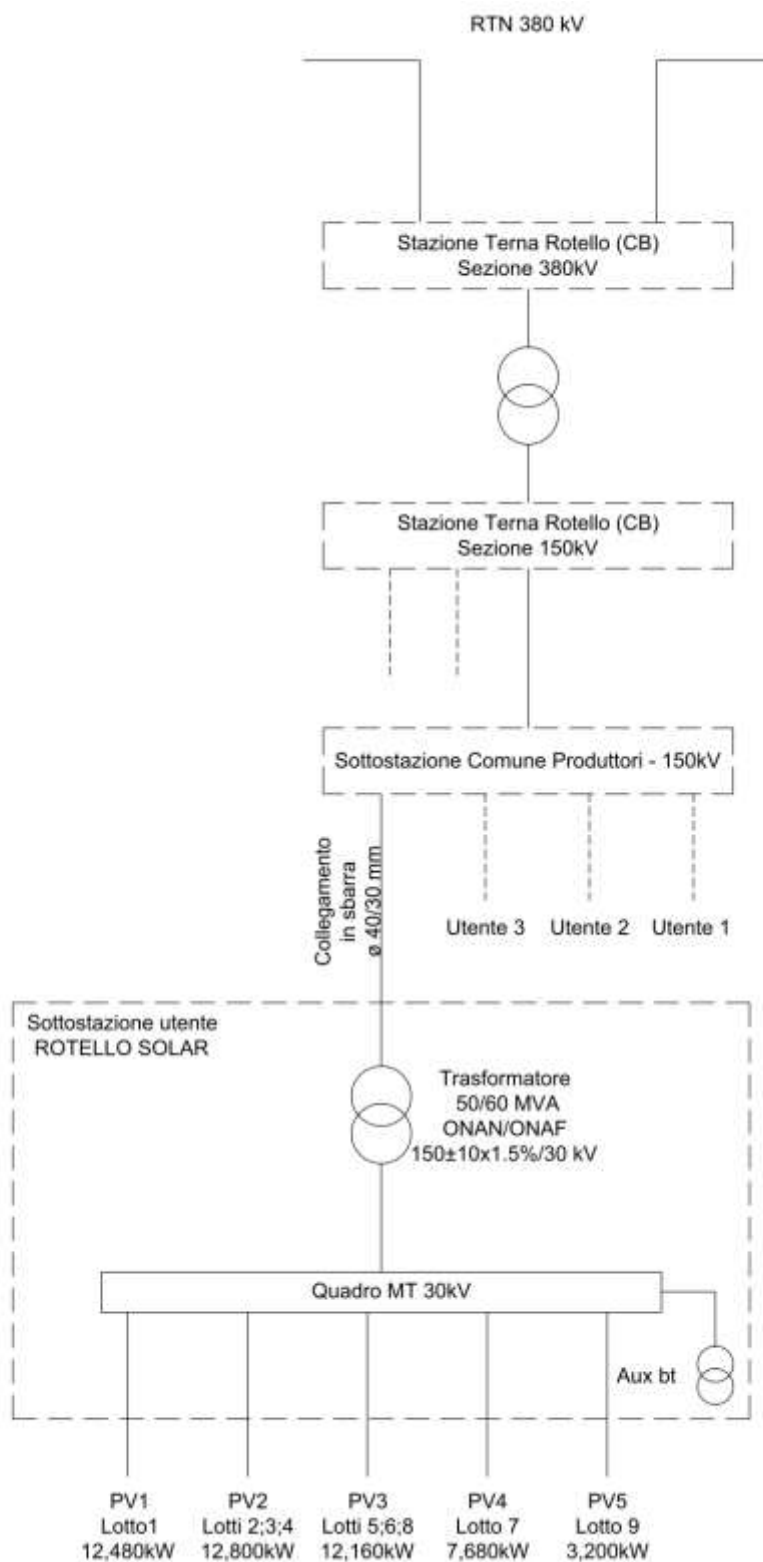 RTN 380 kV
Stazione Terna Rotello (CB)
Sezione 380kV
Stazione Terna Rotello (CB)
Sezione 150kV
Sottostazione Comune Produttori - 150kV
Collegamento
in sbarra
ø 40/30 mm
Utente 3
Utente 2
Utente 1
Sottostazione utente
ROTELLO SOLAR
Trasformatore
50/60 MVA
ONAN/ONAF
150±10x1.5%/30 kV
Quadro MT 30kV
Aux bt
PV1
Lotto1
12,480kW
PV2
Lotti 2;3;4
12,800kW
PV3
Lotti 5;6;8
12,160kW
PV4
Lotto 7
7,680kW
PV5
Lotto 9
3,200kW